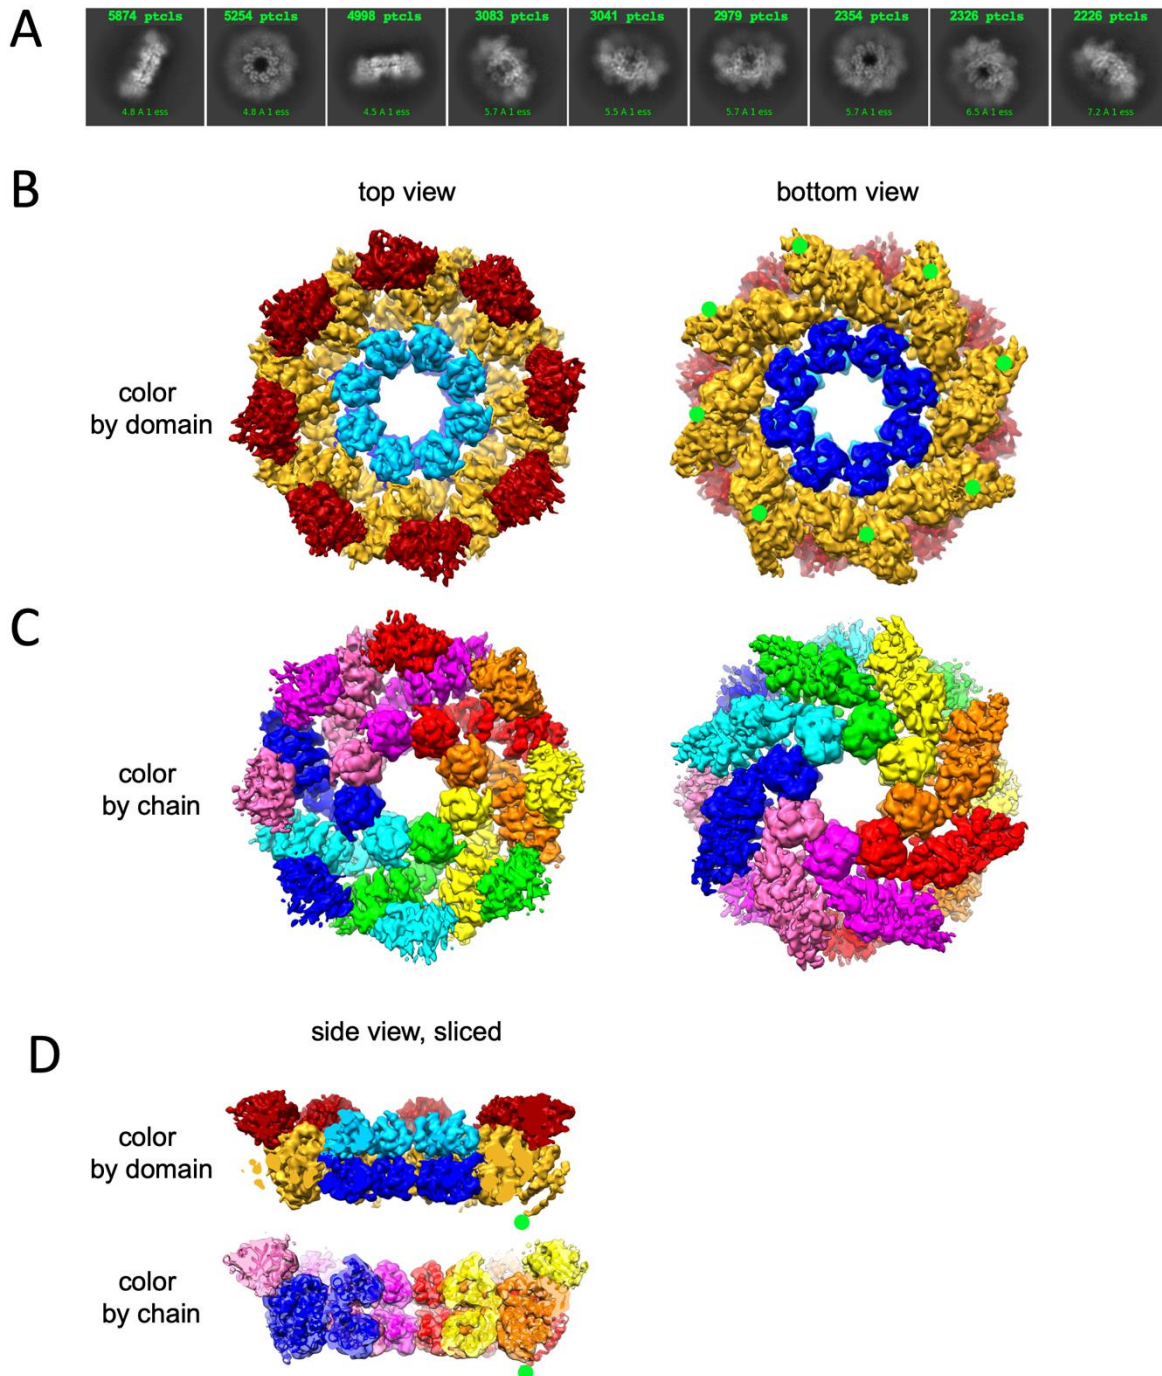 A
5874 ptcls
5254 ptcls
4998 ptcls
3083 ptcls
3041 ptcls
2979 ptcls
2354 ptcls
2326 ptcls
2226 ptcls
4.8 A 1 ess
4.8 A 1 ess
4.5 A 1 ess
5.7 A 1 ess
5.5 A 1 ess
5.7 A 1 ess
5.7 A 1 ess
6.5 A 1 ess
7.2 A 1 ess
B
top view
bottom view
color
by domain
C
color
by chain
D
side view, sliced
color
by domain
color
by chain